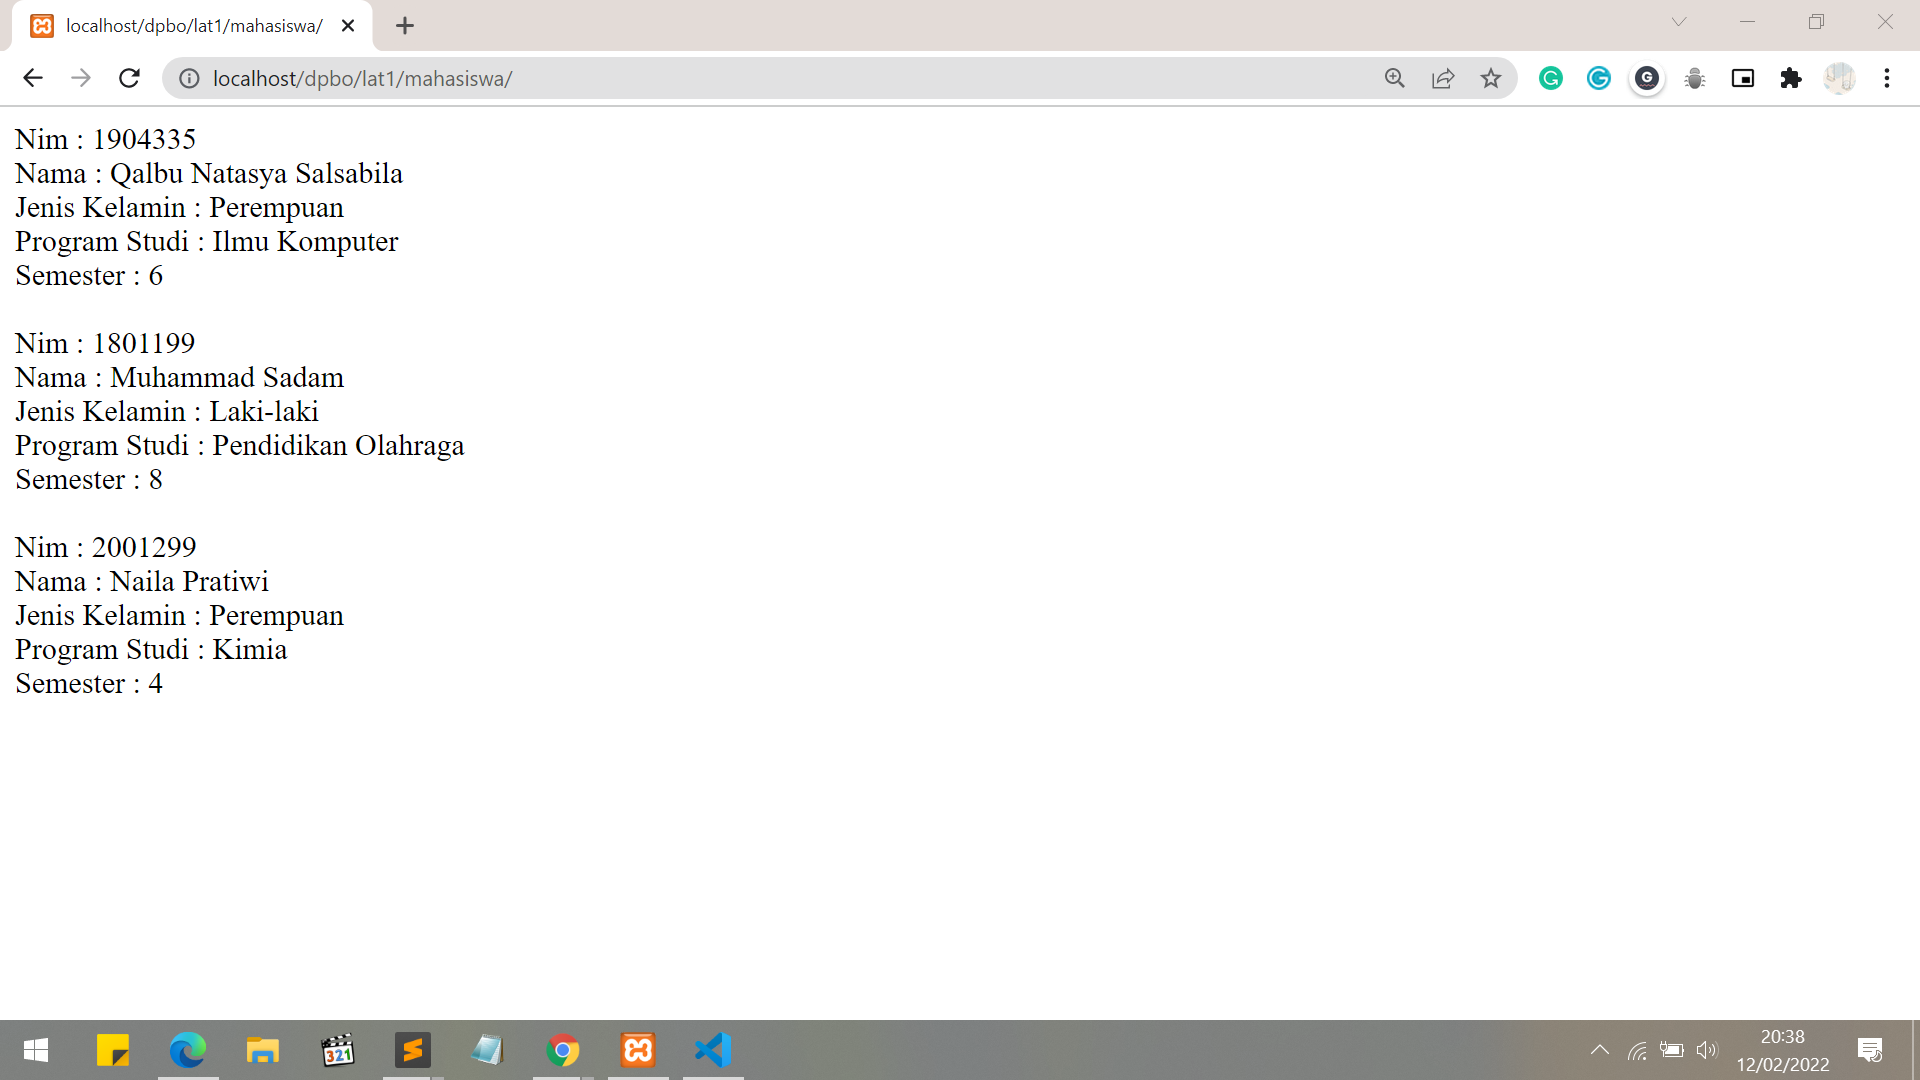 localhost/dpbo/lat1/mahasiswa/
localhost/dpbo/lat1/mahasiswa/
Nim : 1904335
Nama : Qalbu Natasya Salsabila
Jenis Kelamin : Perempuan
Program Studi : Ilmu Komputer
Semester : 6
Nim : 1801199
Nama : Muhammad Sadam
Jenis Kelamin : Laki-laki
Program Studi : Pendidikan Olahraga
Semester : 8
Nim : 2001299
Nama : Naila Pratiwi
Jenis Kelamin : Perempuan
Program Studi : Kimia
Semester : 4
321
20:38
12/02/2022